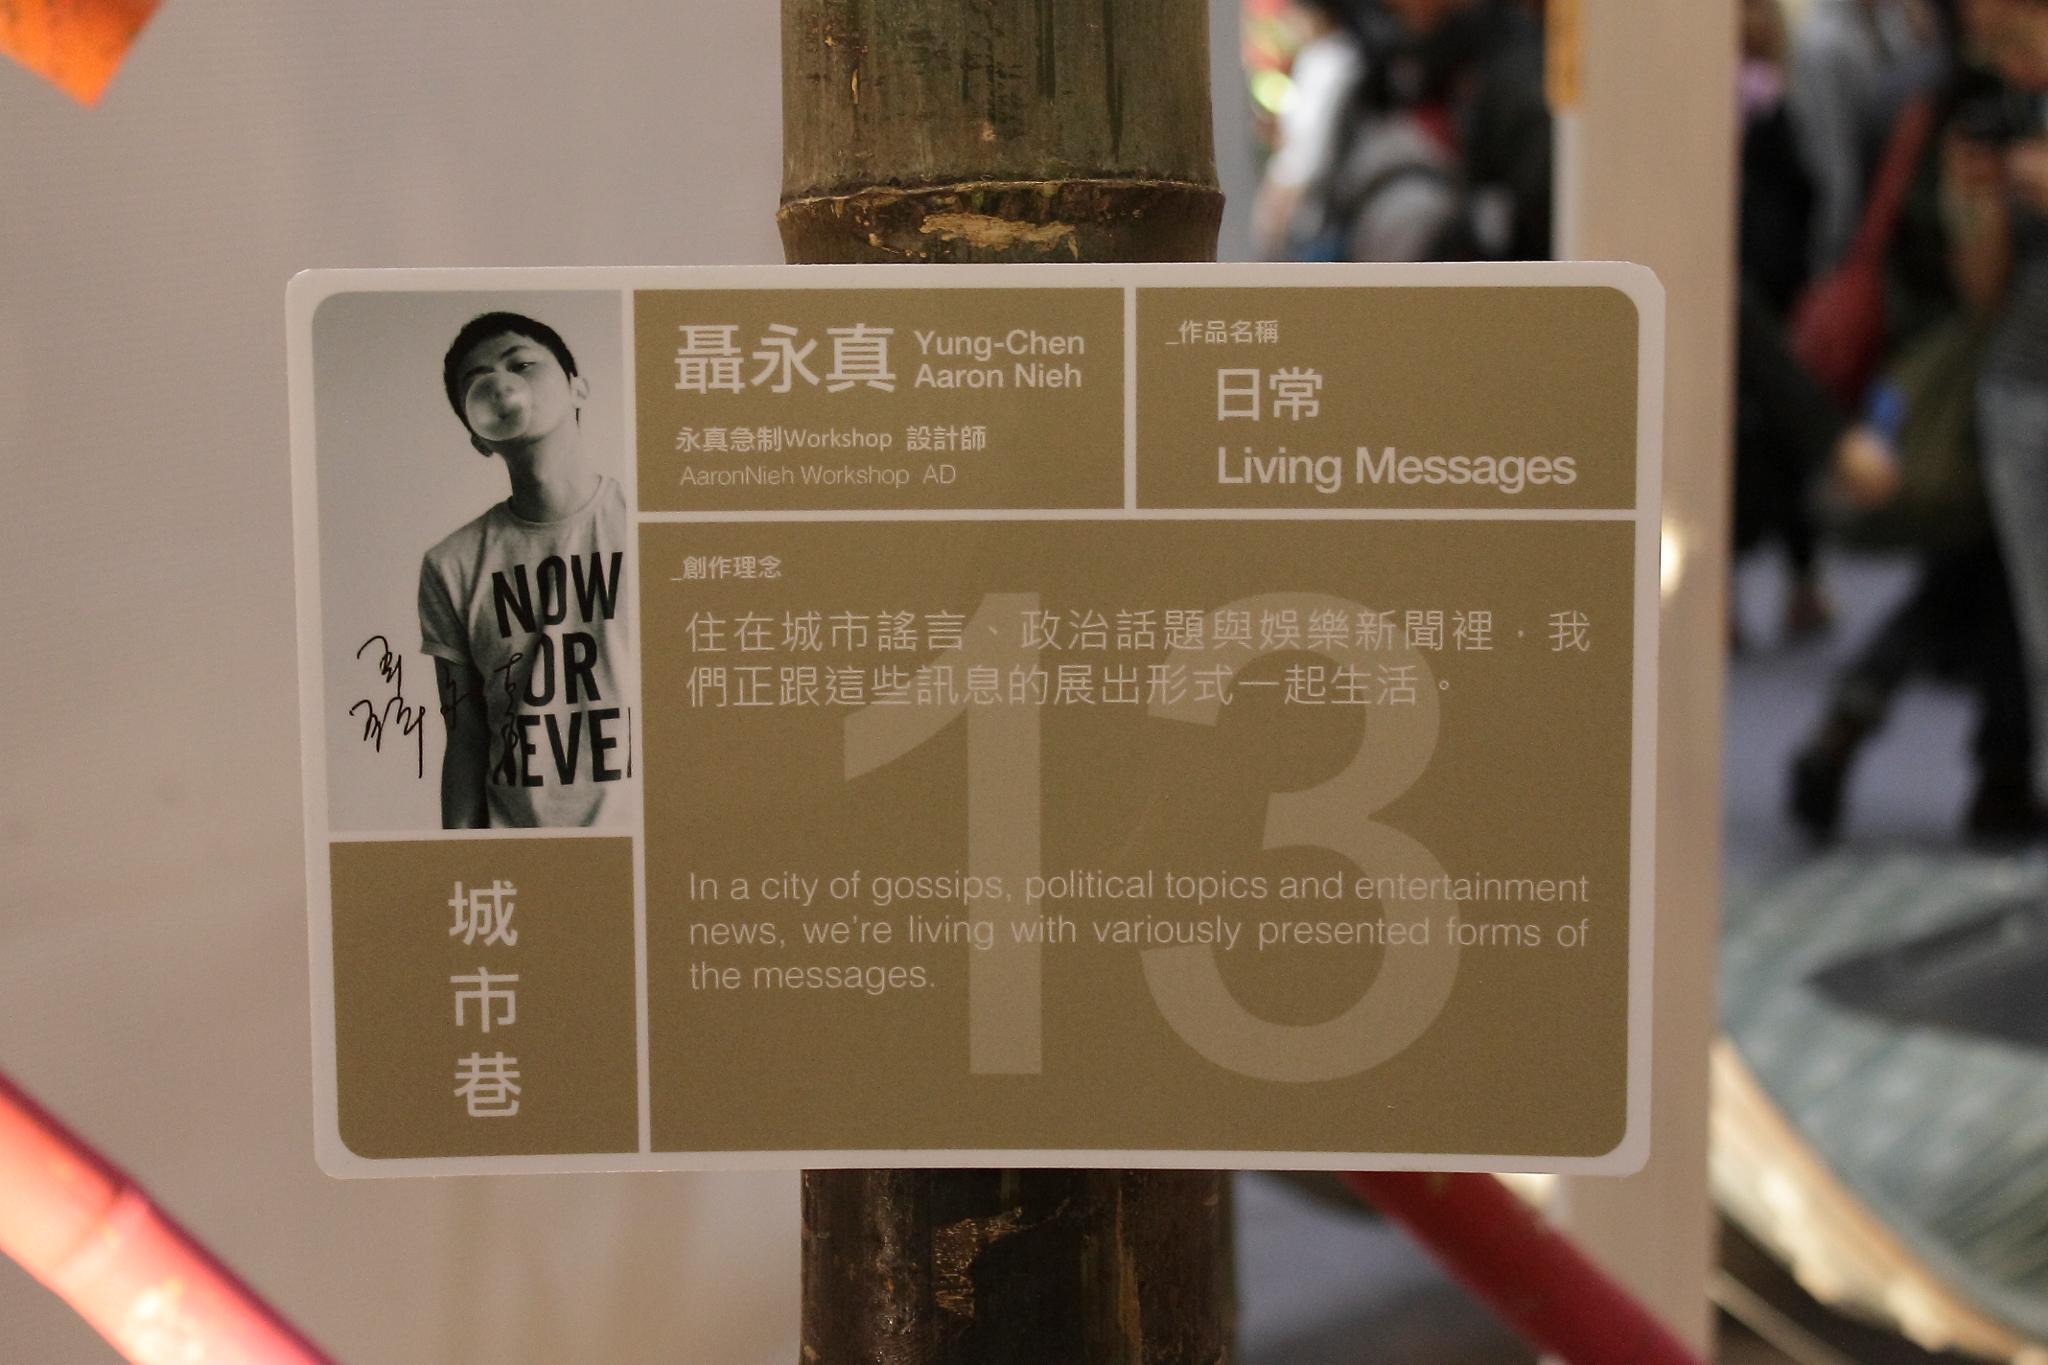 聶永真
Yung-Chen
Aaron Nieh
永真急制Workshop 設計師
AaronNieh Workshop AD
_作品名稱
日常
Living Messages
NOW
OR
NEVE
_創作理念
住在城市謠言、政治話題與娛樂新聞裡，我
們正跟這些訊息的展出形式一起生活。
13
In a city of gossips, political topics and entertainment
news, we're living with variously presented forms of
the messages.
城
市
巷